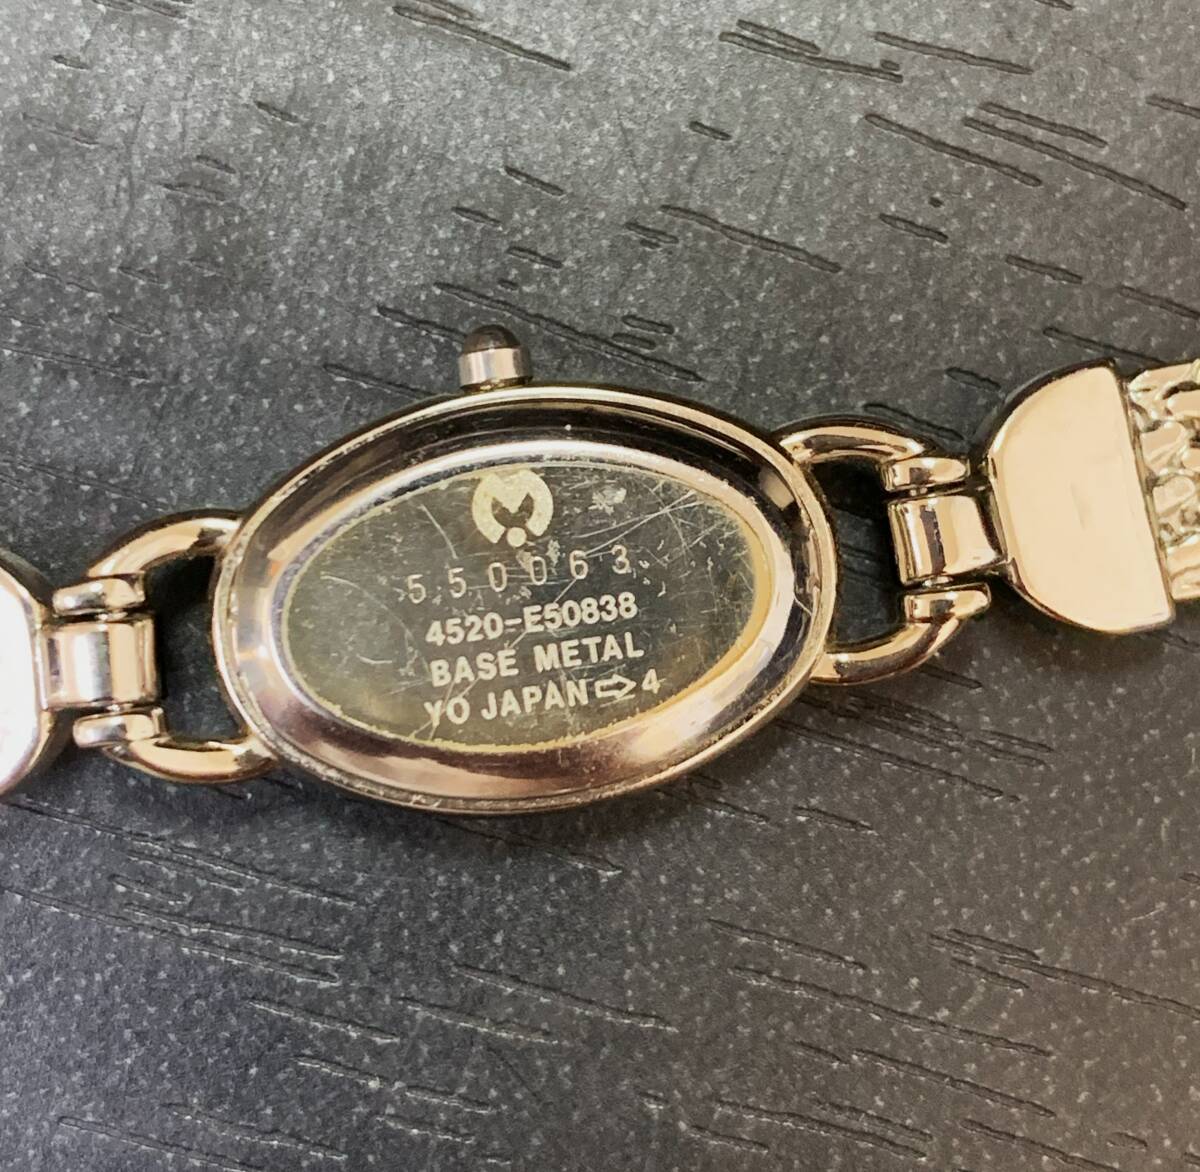 550063
4520-E50838
BASE METAL
YO JAPAN⇨4